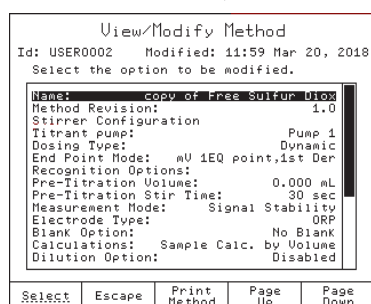 View/Modify Method
Id: USER0002 Modified: 11:59 Mar 20, 2018
Select the option to be modified.
Name: copy of Free Sulfur Diox
Method Revision: 1.0
Stirrer Configuration
Titrant pump: Pump 1
Dosing Type: Dynamic
End Point Mode: mV 1EQ point,1st Der
Recognition Options:
Pre-Titration Volume: 0.000 mL
Pre-Titration Stir Time: 30 sec
Measurement Mode: Signal Stability
Electrode Type: ORP
Blank Option: No Blank
Calculations: Sample Calc. by Volume
Dilution Option: Disabled
Select Escape Print Method Page Up Page Down